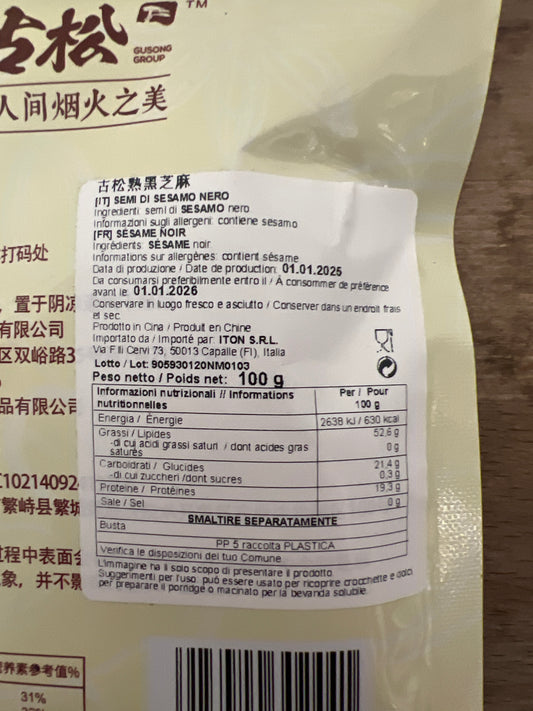 古松 TM
GUSONG
GROUP
人间烟火之美
打码处
，置于阴凉
有限公司
区双峪路3
品有限公司
102140924
繁峙县繁城
过程中表面会
象，并不影
养素参考值%
31%
古松熟黑芝麻
[IT] SEMI DI SESAMO NERO
Ingredienti: semi di SESAMO nero
Informazioni sugli allergeni: contiene sesamo
[FR] SÉSAME NOIR
Ingrédients: SÉSAME noir
Informations sur allergènes: contient sésame
Data di produzione / Date de production: 01.01.2025
Da consumarsi preferibilmente entro il / À consommer de préférence
avant le: 01.01.2026
Conservare in luogo fresco e asciutto / Conserver dans un endroit frais
et sec.
Prodotto in Cina / Produit en Chine
Importato da / Importé par: ITON S.R.L.
Via F.lli Cervi 73, 50013 Capalle (FI), Italia
Lotto / Lot: 905930120NM0103
Peso netto / Poids net: 100 g
Informazioni nutrizionali // Informations nutritionnelles Per / Pour 100 g
Energia / Énergie 2638 kJ / 630 kcal
Grassi / Lipides 52,6 g
-di cui acidi grassi saturi / dont acides gras saturés 0 g
Carboidrati / Glucides 21,4 g
-di cui zuccheri /dont sucres 0,3 g
Proteine / Protéines 19,3 g
Sale / Sel 0 g
SMALTIRE SEPARATAMENTE
Busta PP 5 raccolta PLASTICA
Verifica le disposizioni del tuo Comune
L'immagine ha il solo scopo di presentare il prodotto.
Suggerimenti per l'uso: può essere usato per ricoprire crocchette e dolci,
per preparare il porridge o macinato per la bevanda solubile.